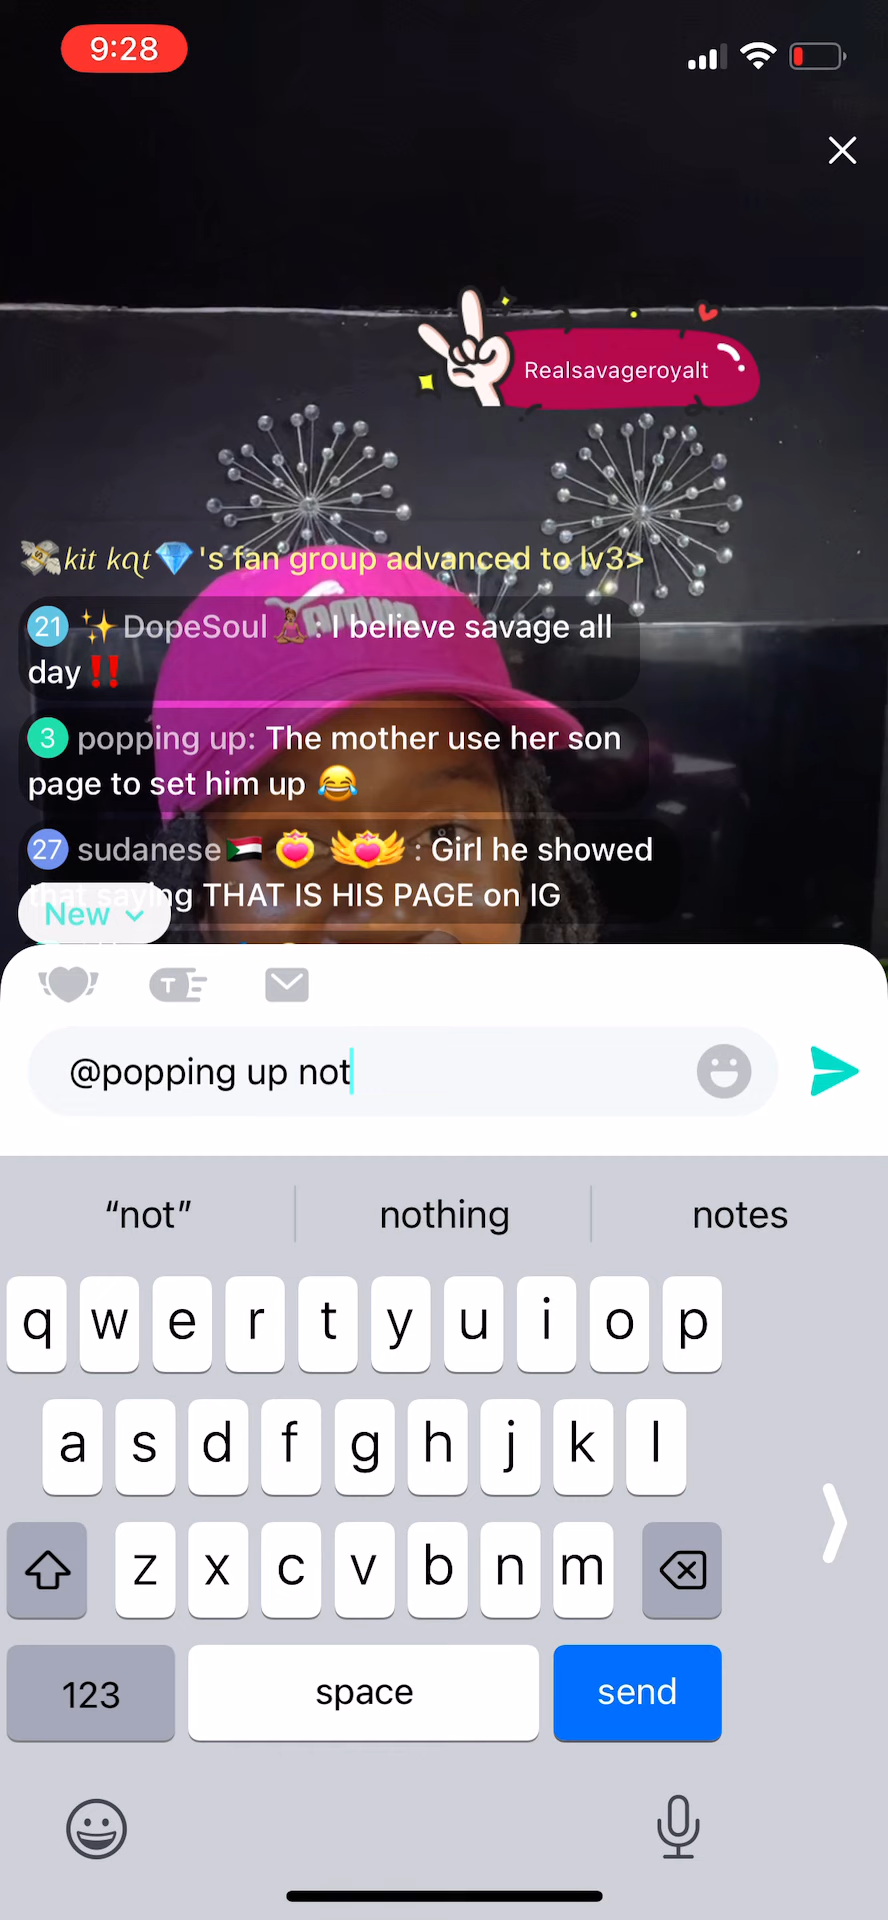 9:28
Realsavageroyalt
💸kit kat💎's fan group advanced to lv3>
21 ✨DopeSoul🧘🏾‍♀️: I believe savage all
day‼️
3 popping up: The mother use her son
page to set him up 😂
27 sudanese🇸🇩 : Girl he showed
that saying THAT IS HIS PAGE on IG
New
@popping up not
“not” nothing notes
q w e r t y u i o p
a s d f g h j k l
z x c v b n m
123 space send